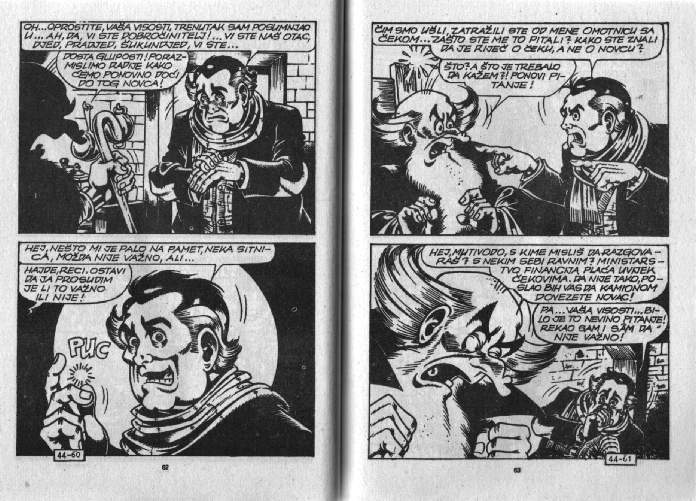 OH...OPROSTITE, VAŠA VISOSTI, TRENUTAK SAM POSUMNJAO
U...AH, DA, VI STE DOBROČINITELJ!...VI STE NAŠ OTAC,
DJED, PRADJED, ŠUKUNDJED, VI STE...
DOSTA GLUPOSTI! PORAZ-
MISLIMO RADIJE KAKO
ĆEMO PONOVNO DOĆI
DO TOG NOVCA!
HEJ, NEŠTO MI JE PALO NA PAMET, NEKA SITNI-
CA, MOŽDA NIJE VAŽNO, ALI...
HAJDE, RECI. OSTAVI
DA JA PROSUDIM
JE LI TO VAŽNO
ILI NIJE!
PUC
44-60
62
ČIM SMO UŠLI, ZATRAŽILI STE OD MENE OMOTNICU SA
ČEKOM...ZAŠTO STE ME TO PITALI? KAKO STE ZNALI
DA JE RIJEČ O ČEKU, A NE O NOVCU?
ŠTO? A ŠTO JE TREBALO
DA KAŽEM?! PONOVI PI-
TANJE!
HEJ, MUTIVODO, S KIME MISLIŠ DA RAZGOVA-
RAŠ? S NEKIM SEBI RAVNIM? MINISTARS-
TVO FINANCIJA PLAĆA UVIJEK
ČEKOVIMA. DA NIJE TAKO, PO-
SLAO BIH VAS DA KAMIONOM
DOVEZETE NOVAC!
PA...VAŠA VISOSTI...BI-
LO JE TO NEVINO PITANJE!
REKAO SAM I SÂM DA
NIJE VAŽNO!
44-61
63